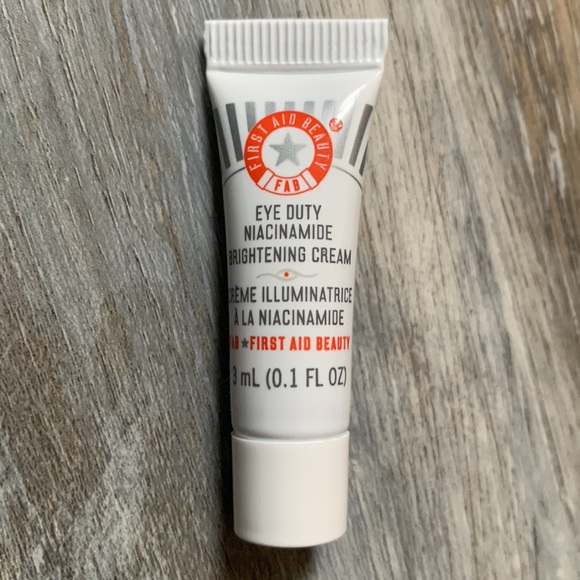 FIRST AID BEAUTY
FAB
EYE DUTY
NIACINAMIDE
BRIGHTENING CREAM
CRÈME ILLUMINATRICE
À LA NIACINAMIDE
FAB★FIRST AID BEAUTY
3 mL (0.1 FL OZ)